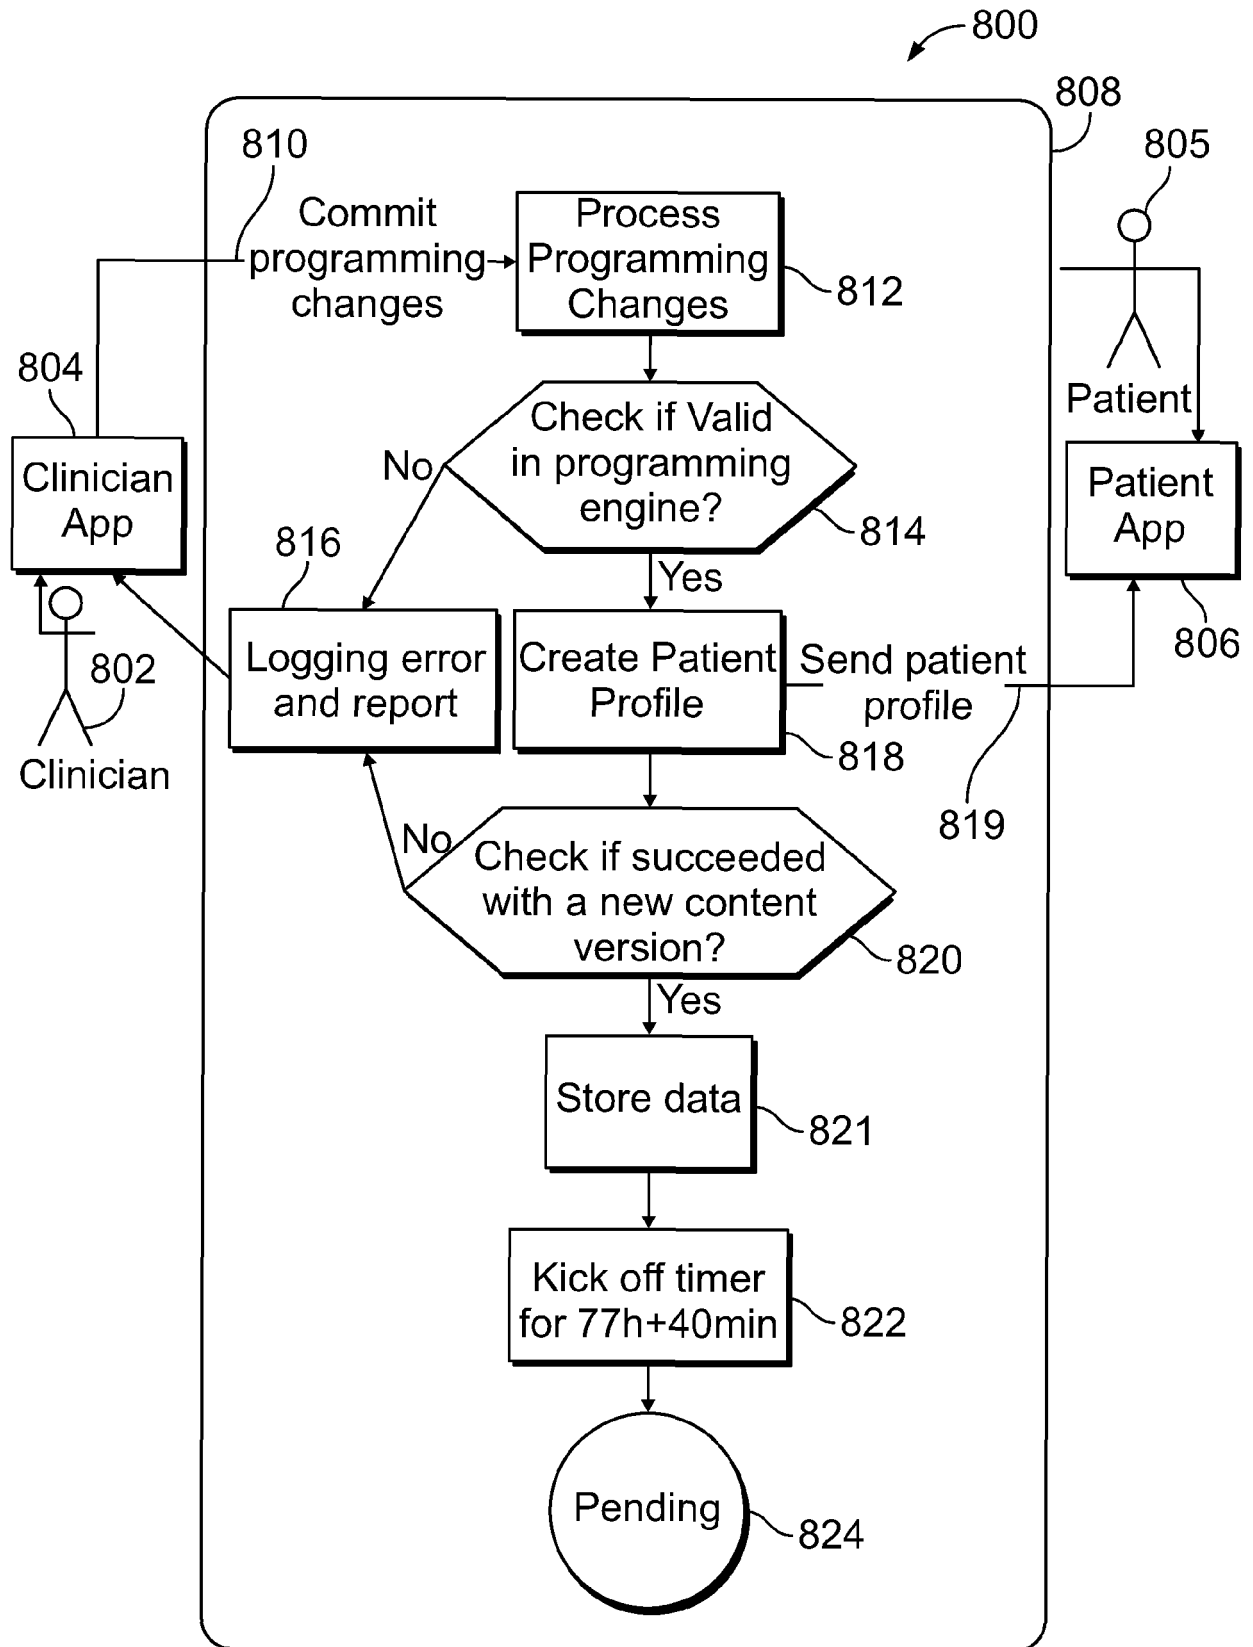 800
808
810
805
Commit
programming
changes
Process
Programming
Changes
812
804
Patient
Clinician
App
Check if Valid
in programming
engine?
No
814
Patient
App
816
Yes
806
802
Logging error
and report
Create Patient
Profile
Send patient
profile
818
Clinician
819
No
Check if succeeded
with a new content
version?
820
Yes
Store data
821
Kick off timer
for 77h+40min
822
Pending
824